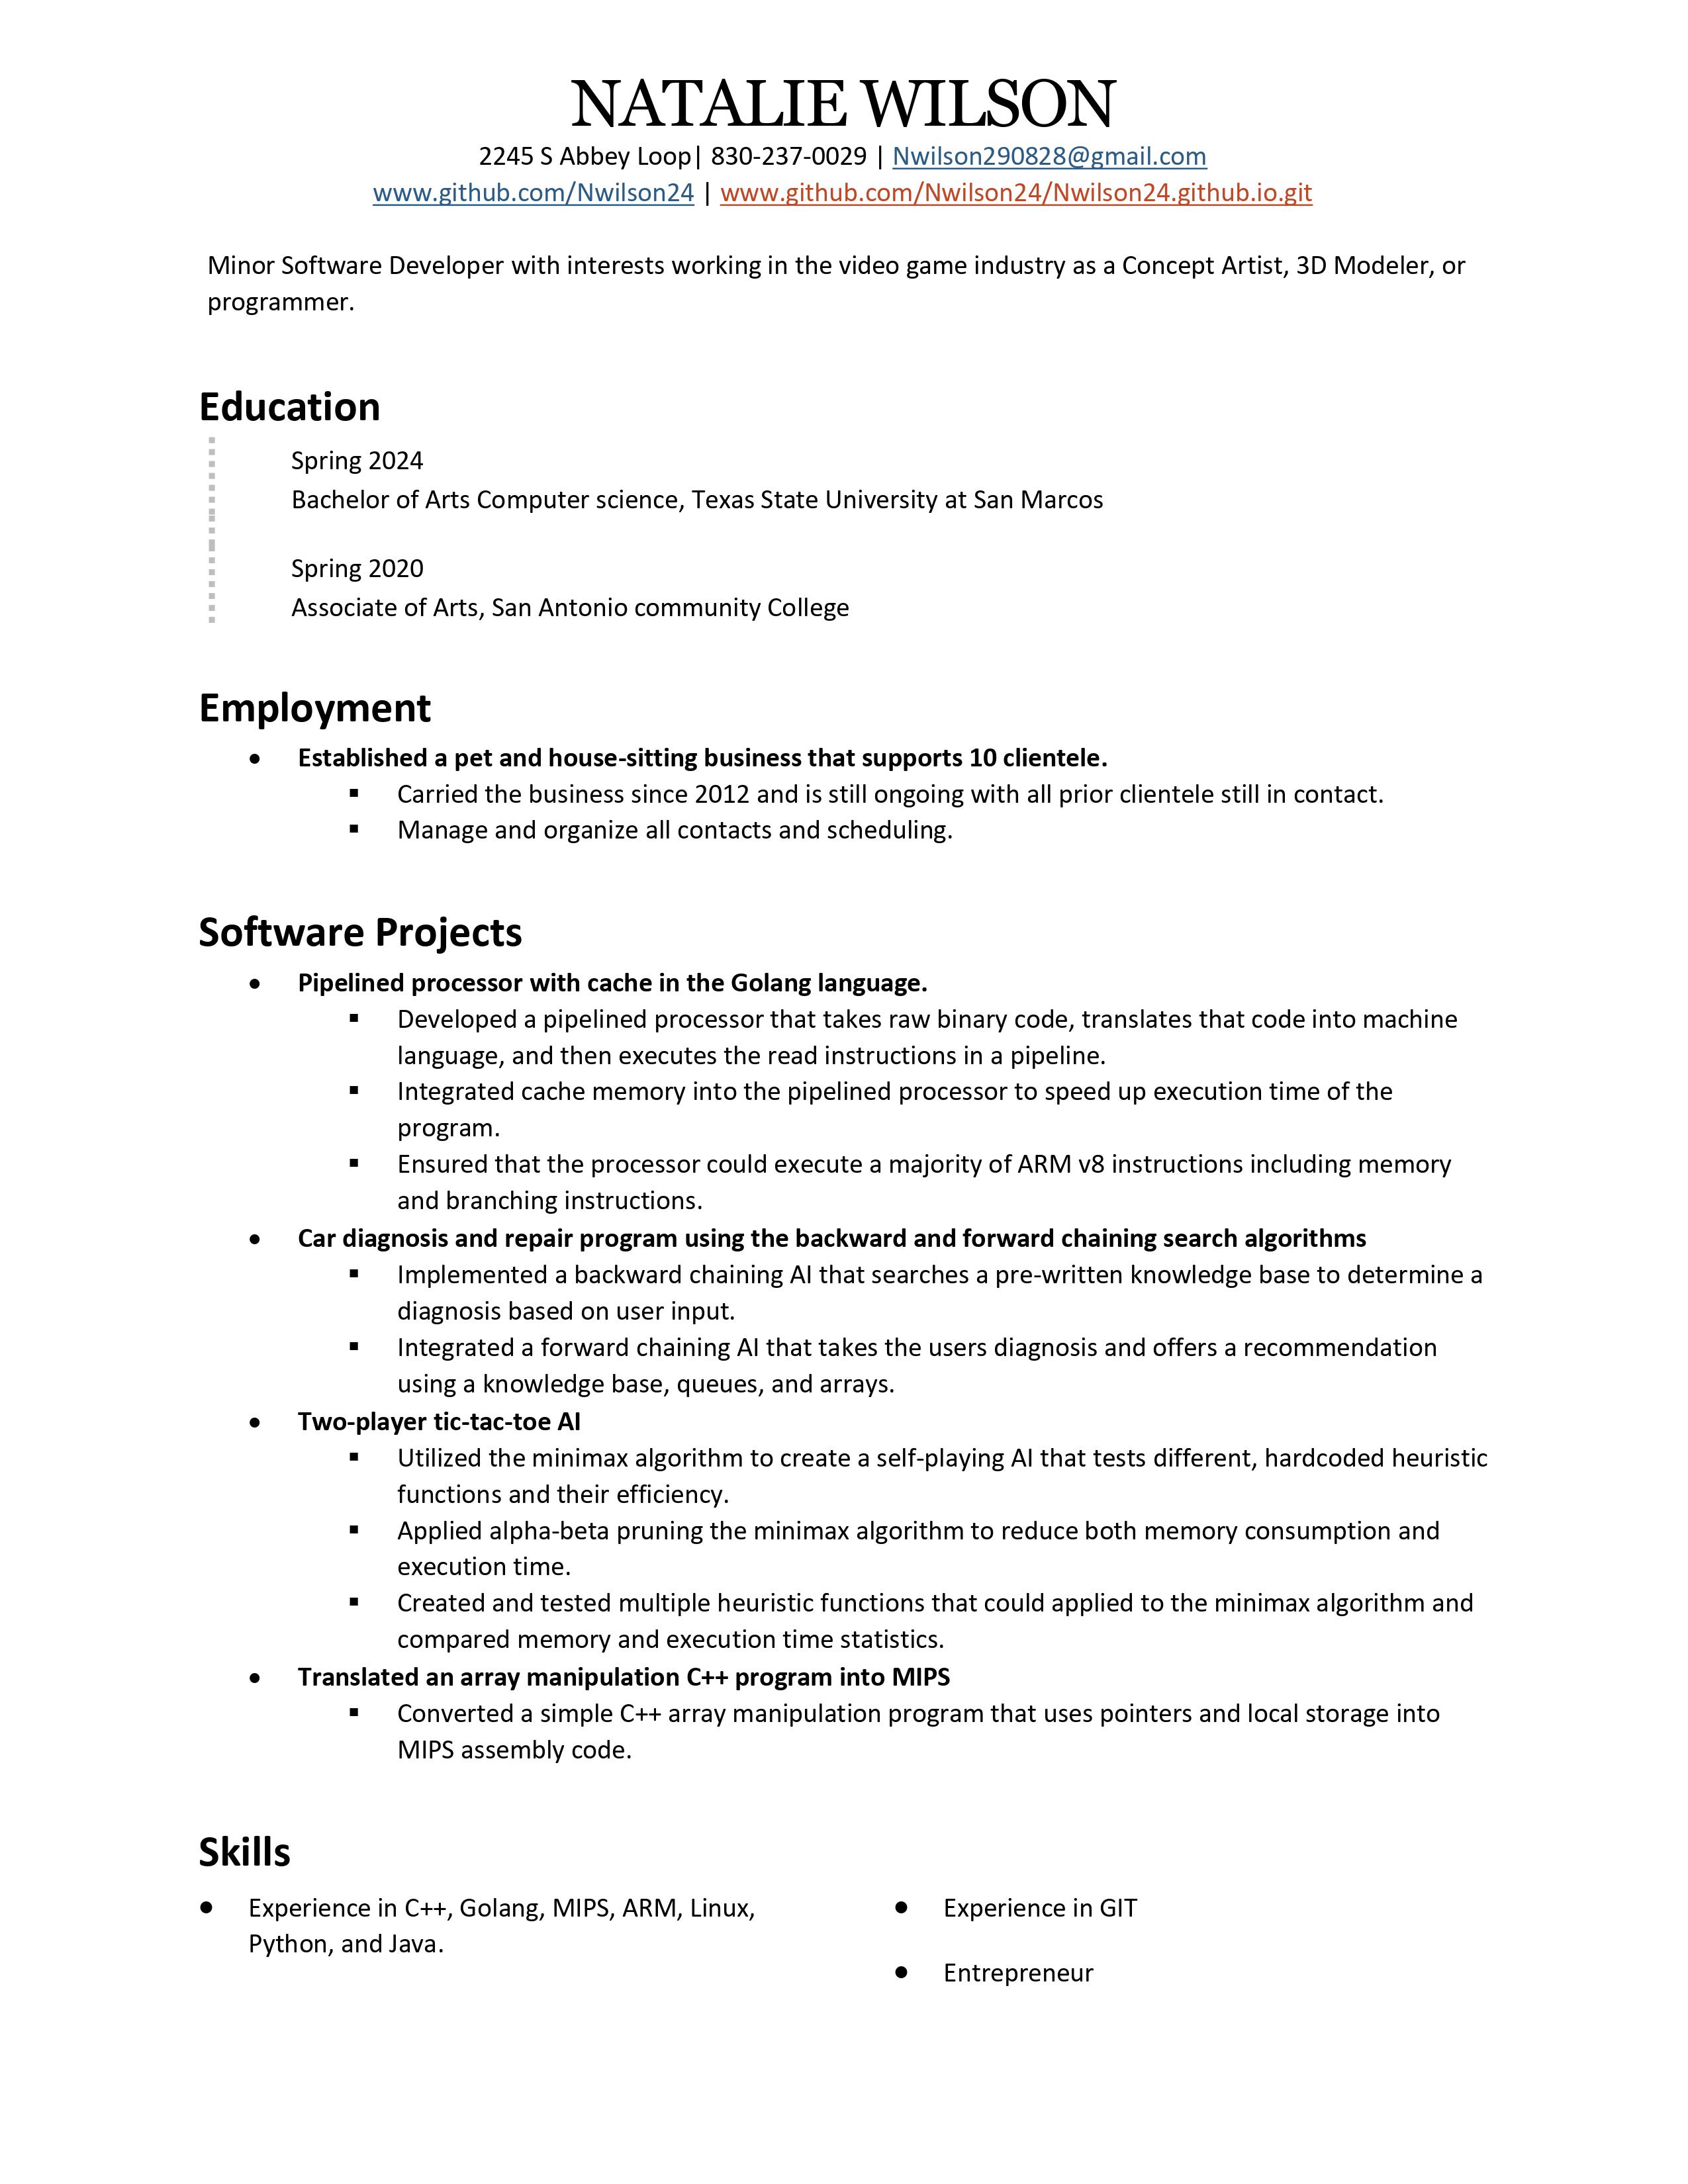 NATALIE WILSON
2245 S Abbey Loop| 830-237-0029 | Nwilson290828@gmail.com
www.github.com/Nwilson24 | www.github.com/Nwilson24/Nwilson24.github.io.git
Minor Software Developer with interests working in the video game industry as a Concept Artist, 3D Modeler, or
programmer.
Education
Spring 2024
Bachelor of Arts Computer science, Texas State University at San Marcos
Spring 2020
Associate of Arts, San Antonio community College
Employment
• Established a pet and house-sitting business that supports 10 clientele.
▪ Carried the business since 2012 and is still ongoing with all prior clientele still in contact.
▪ Manage and organize all contacts and scheduling.
Software Projects
• Pipelined processor with cache in the Golang language.
▪ Developed a pipelined processor that takes raw binary code, translates that code into machine
language, and then executes the read instructions in a pipeline.
▪ Integrated cache memory into the pipelined processor to speed up execution time of the
program.
▪ Ensured that the processor could execute a majority of ARM v8 instructions including memory
and branching instructions.
• Car diagnosis and repair program using the backward and forward chaining search algorithms
▪ Implemented a backward chaining AI that searches a pre-written knowledge base to determine a
diagnosis based on user input.
▪ Integrated a forward chaining AI that takes the users diagnosis and offers a recommendation
using a knowledge base, queues, and arrays.
• Two-player tic-tac-toe AI
▪ Utilized the minimax algorithm to create a self-playing AI that tests different, hardcoded heuristic
functions and their efficiency.
▪ Applied alpha-beta pruning the minimax algorithm to reduce both memory consumption and
execution time.
▪ Created and tested multiple heuristic functions that could applied to the minimax algorithm and
compared memory and execution time statistics.
• Translated an array manipulation C++ program into MIPS
▪ Converted a simple C++ array manipulation program that uses pointers and local storage into
MIPS assembly code.
Skills
• Experience in C++, Golang, MIPS, ARM, Linux,
Python, and Java.
• Experience in GIT
• Entrepreneur